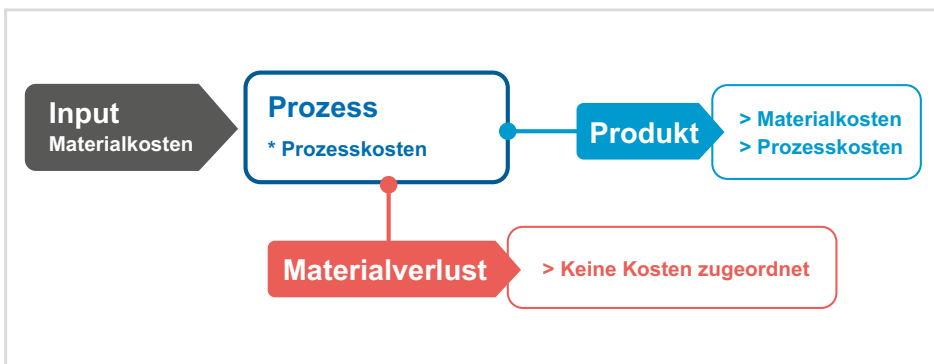 Input
Materialkosten
Prozess
* Prozesskosten
Produkt
> Materialkosten
> Prozesskosten
Materialverlust
> Keine Kosten zugeordnet